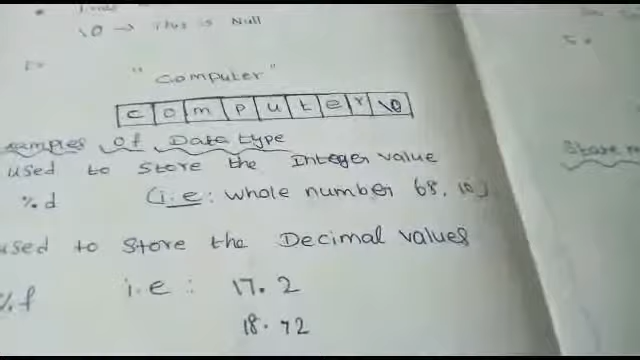 \0 → is Null
" Computer "
c o m p u t e r \0
Examples of Data type
used to store the Integer value
%d (i.e: whole number 68, 10)
used to store the Decimal values
%f i.e : 17.2
18.72